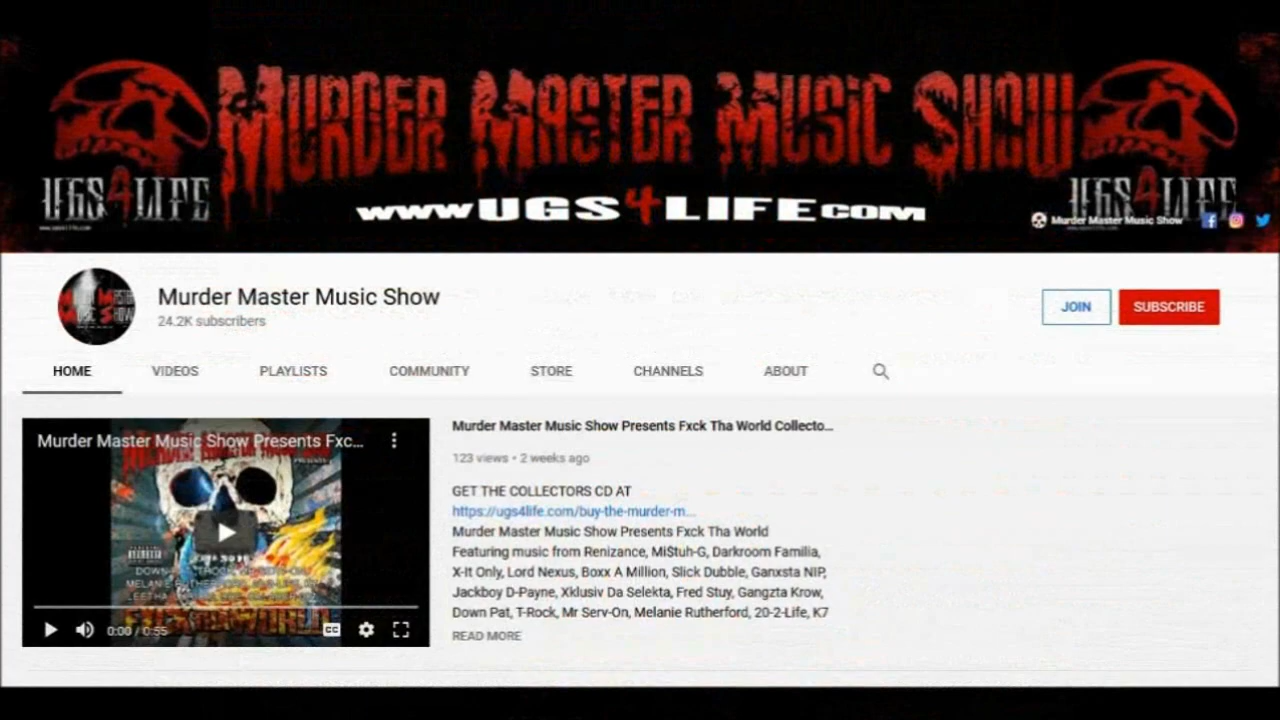 MURDER MASTER MUSiC SHOW
UGS4LIFE
UGS4LIFE
www.UGS4LIFE.COM
Murder Master Music Show
Murder Master Music Show
24.2K subscribers
JOIN
SUBSCRIBE
HOME VIDEOS PLAYLISTS COMMUNITY STORE CHANNELS ABOUT
Murder Master Music Show Presents Fxc...
0:00 / 0:55
CC
Murder Master Music Show Presents Fxck Tha World Collecto...
123 views • 2 weeks ago
GET THE COLLECTORS CD AT
https://ugs4life.com/buy-the-murder-m...
Murder Master Music Show Presents Fxck Tha World
Featuring music from Renizance, Mi$tuh-G, Darkroom Familia,
X-It Only, Lord Nexus, Boxx A Million, Slick Dubble, Ganxsta NIP,
Jackboy D-Payne, Xklusiv Da Selekta, Fred Stuy, Gangzta Krow,
Down Pat, T-Rock, Mr Serv-On, Melanie Rutherford, 20-2-Life, K7
READ MORE